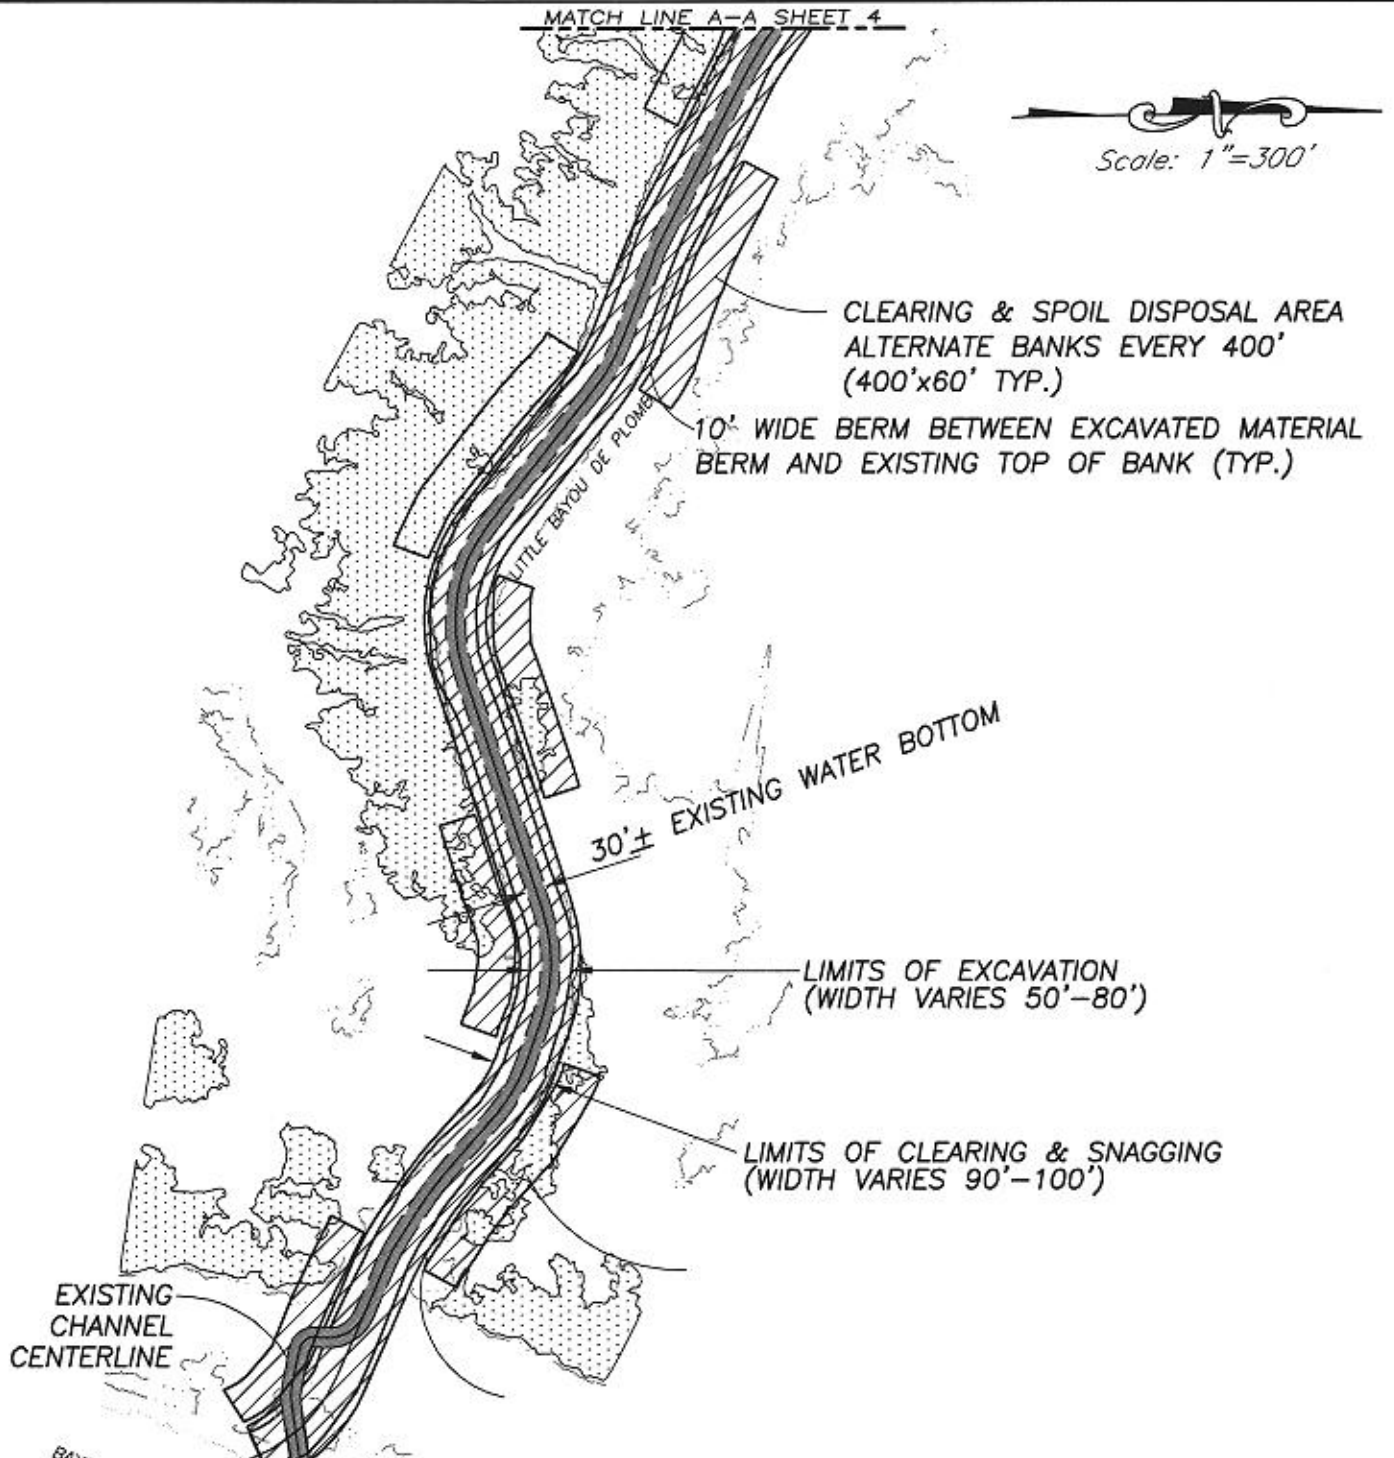 MATCH LINE A-A SHEET 4
Scale: 1"=300'
CLEARING & SPOIL DISPOSAL AREA
ALTERNATE BANKS EVERY 400'
(400'x60' TYP.)
10' WIDE BERM BETWEEN EXCAVATED MATERIAL
BERM AND EXISTING TOP OF BANK (TYP.)
LITTLE BAYOU DE PLOMB
30'± EXISTING WATER BOTTOM
LIMITS OF EXCAVATION
(WIDTH VARIES 50'-80')
LIMITS OF CLEARING & SNAGGING
(WIDTH VARIES 90'-100')
EXISTING
CHANNEL
CENTERLINE